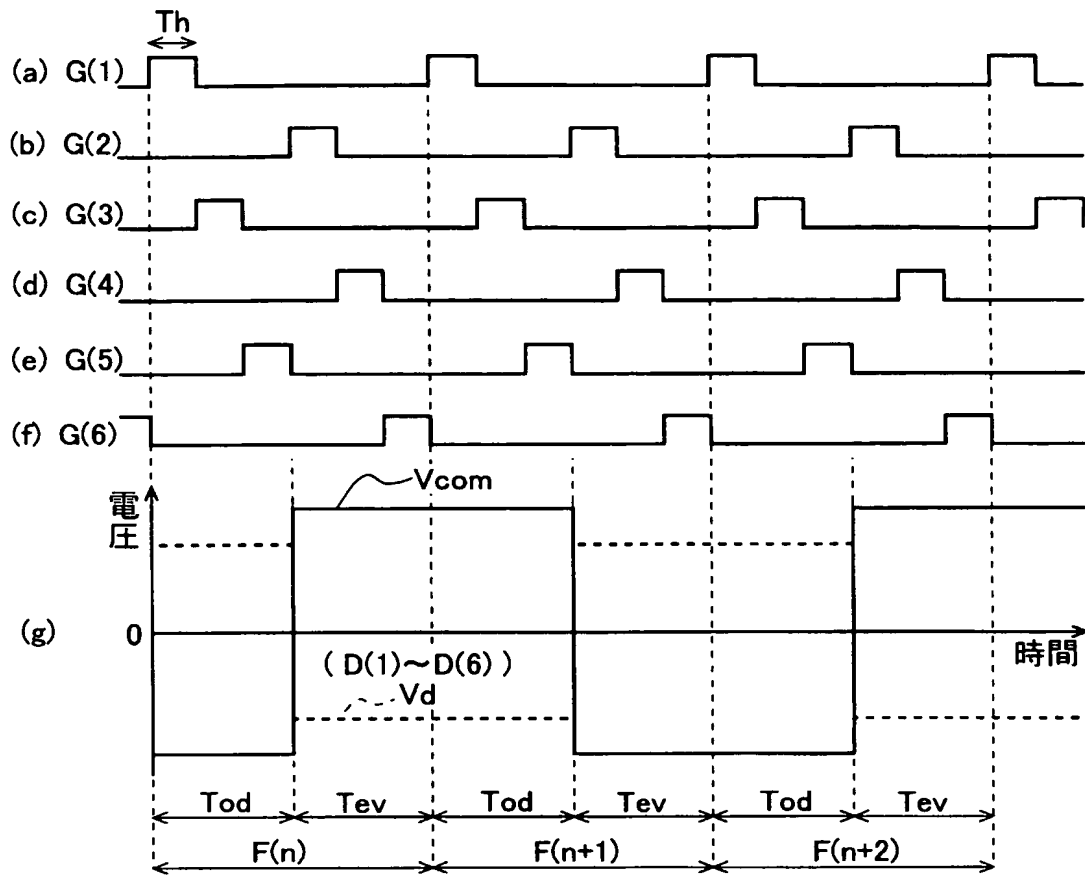 Th
(a) G(1)
(b) G(2)
(c) G(3)
(d) G(4)
(e) G(5)
(f) G(6)
Vcom
電圧
(g)
0
時間
( D(1)～D(6) )
Vd
Tod Tev Tod Tev Tod Tev
F(n) F(n+1) F(n+2)